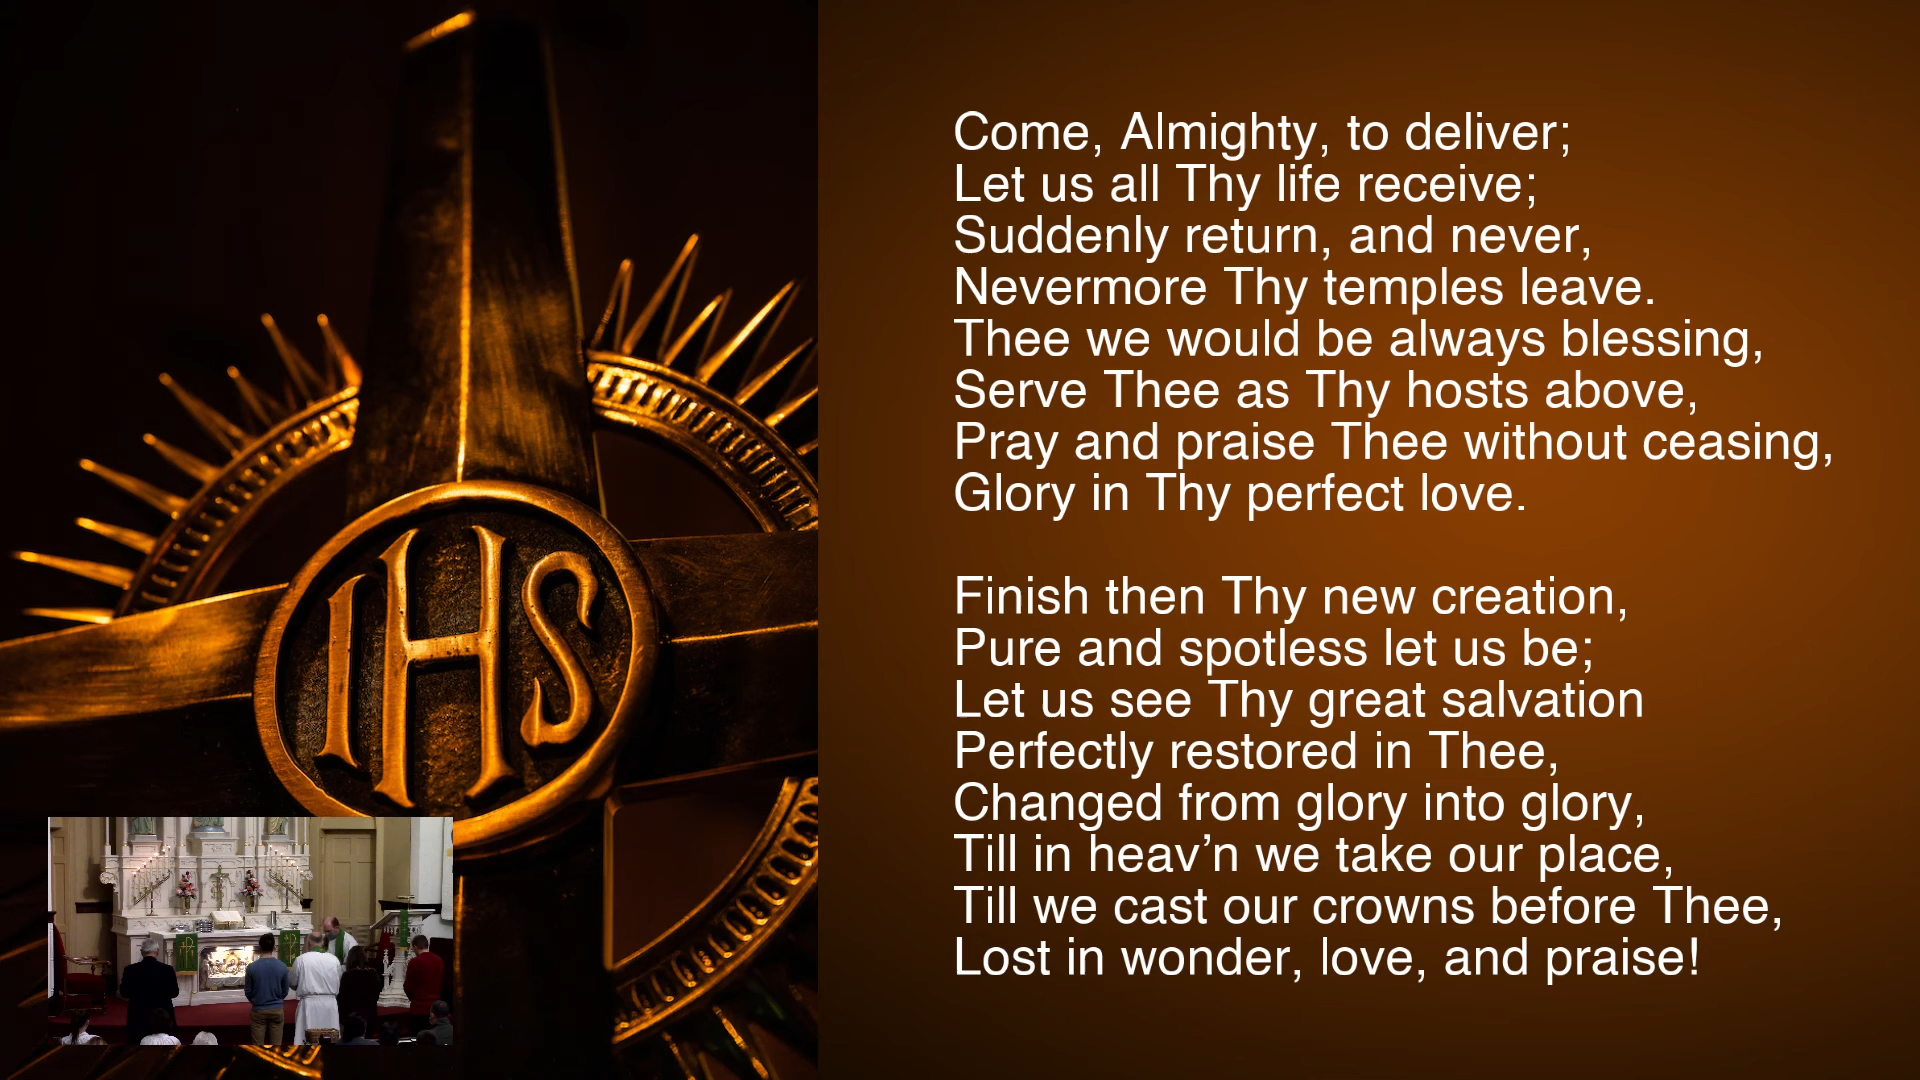 IHS
Come, Almighty, to deliver;
Let us all Thy life receive;
Suddenly return, and never,
Nevermore Thy temples leave.
Thee we would be always blessing,
Serve Thee as Thy hosts above,
Pray and praise Thee without ceasing,
Glory in Thy perfect love.
Finish then Thy new creation,
Pure and spotless let us be;
Let us see Thy great salvation
Perfectly restored in Thee,
Changed from glory into glory,
Till in heav’n we take our place,
Till we cast our crowns before Thee,
Lost in wonder, love, and praise!